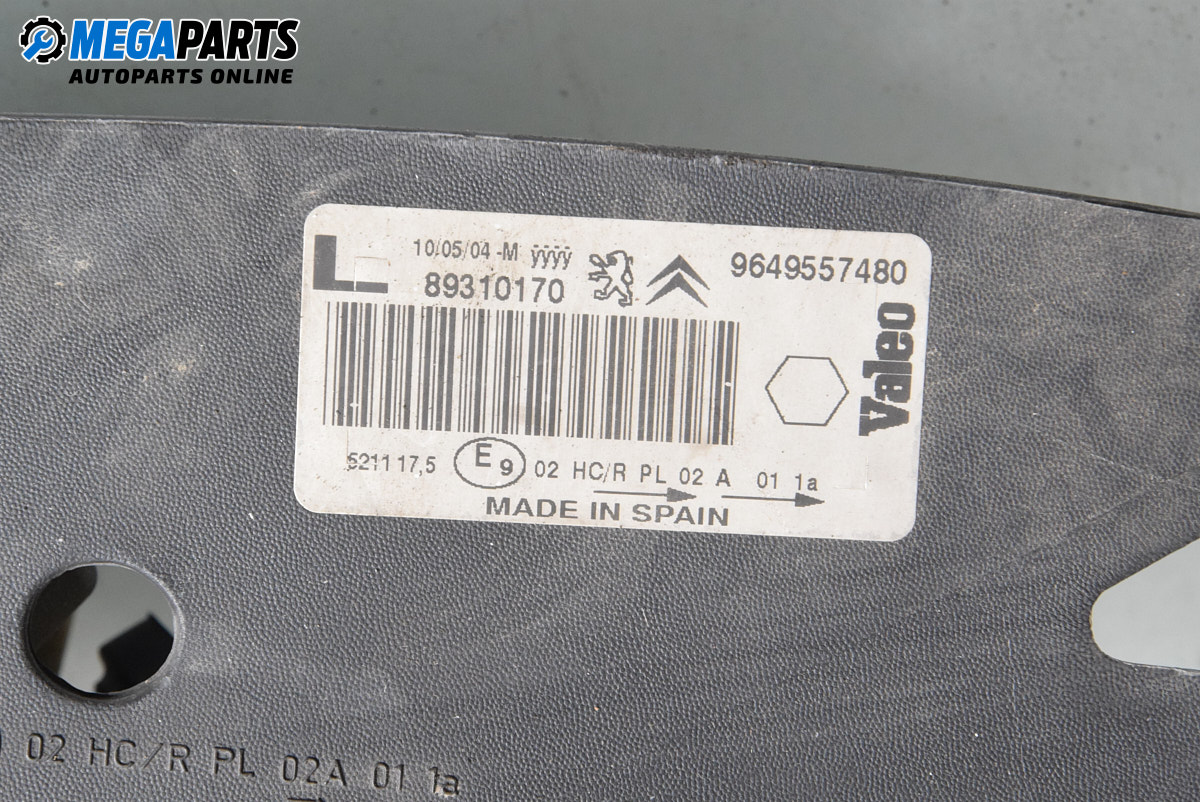 MEGAPARTS
AUTOPARTS ONLINE
L
10/05/04 -M ÿÿÿÿ
89310170
9649557480
Valeo
5211 17,5 E9 02 HC/R PL 02 A 01 1a
MADE IN SPAIN
02 HC/R PL 02A 01 1a